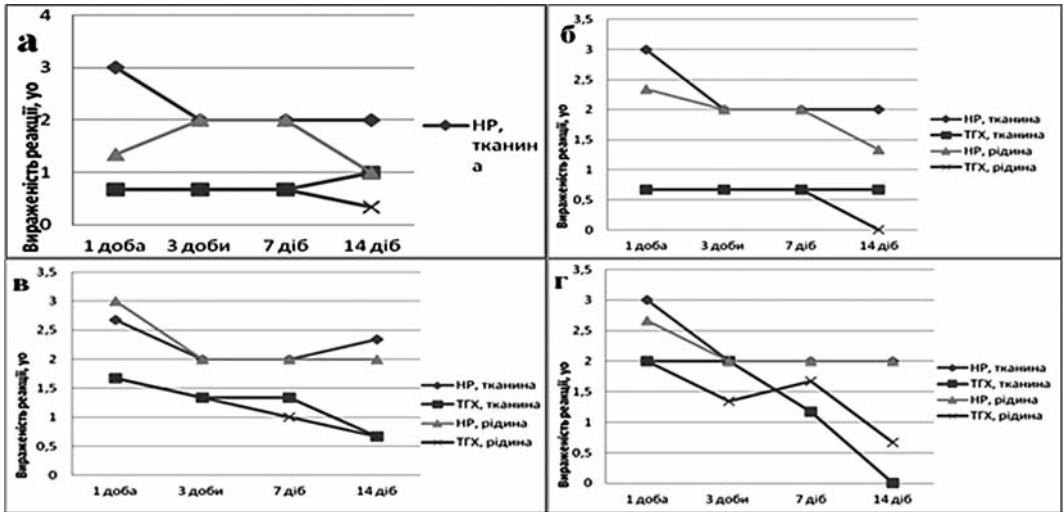 а
Вираженість реакції, уо
4
3
2
1
0
1 доба
3 доби
7 діб
14 діб
НР,
тканин
а
б
Вираженість реакції, уо
3,5
3
2,5
2
1,5
1
0,5
0
1 доба
3 доби
7 діб
14 діб
НР, тканина
ТГХ, тканина
НР, рідина
ТГХ, рідина
в
Вираженість реакції, уо
3,5
3
2,5
2
1,5
1
0,5
0
1 доба
3 доби
7 діб
14 діб
НР, тканина
ТГХ, тканина
НР, рідина
ТГХ, рідина
г
Вираженість реакції, уо
3,5
3
2,5
2
1,5
1
0,5
0
1 доба
3 доби
7 діб
14 діб
НР, тканина
ТГХ, тканина
НР, рідина
ТГХ, рідина